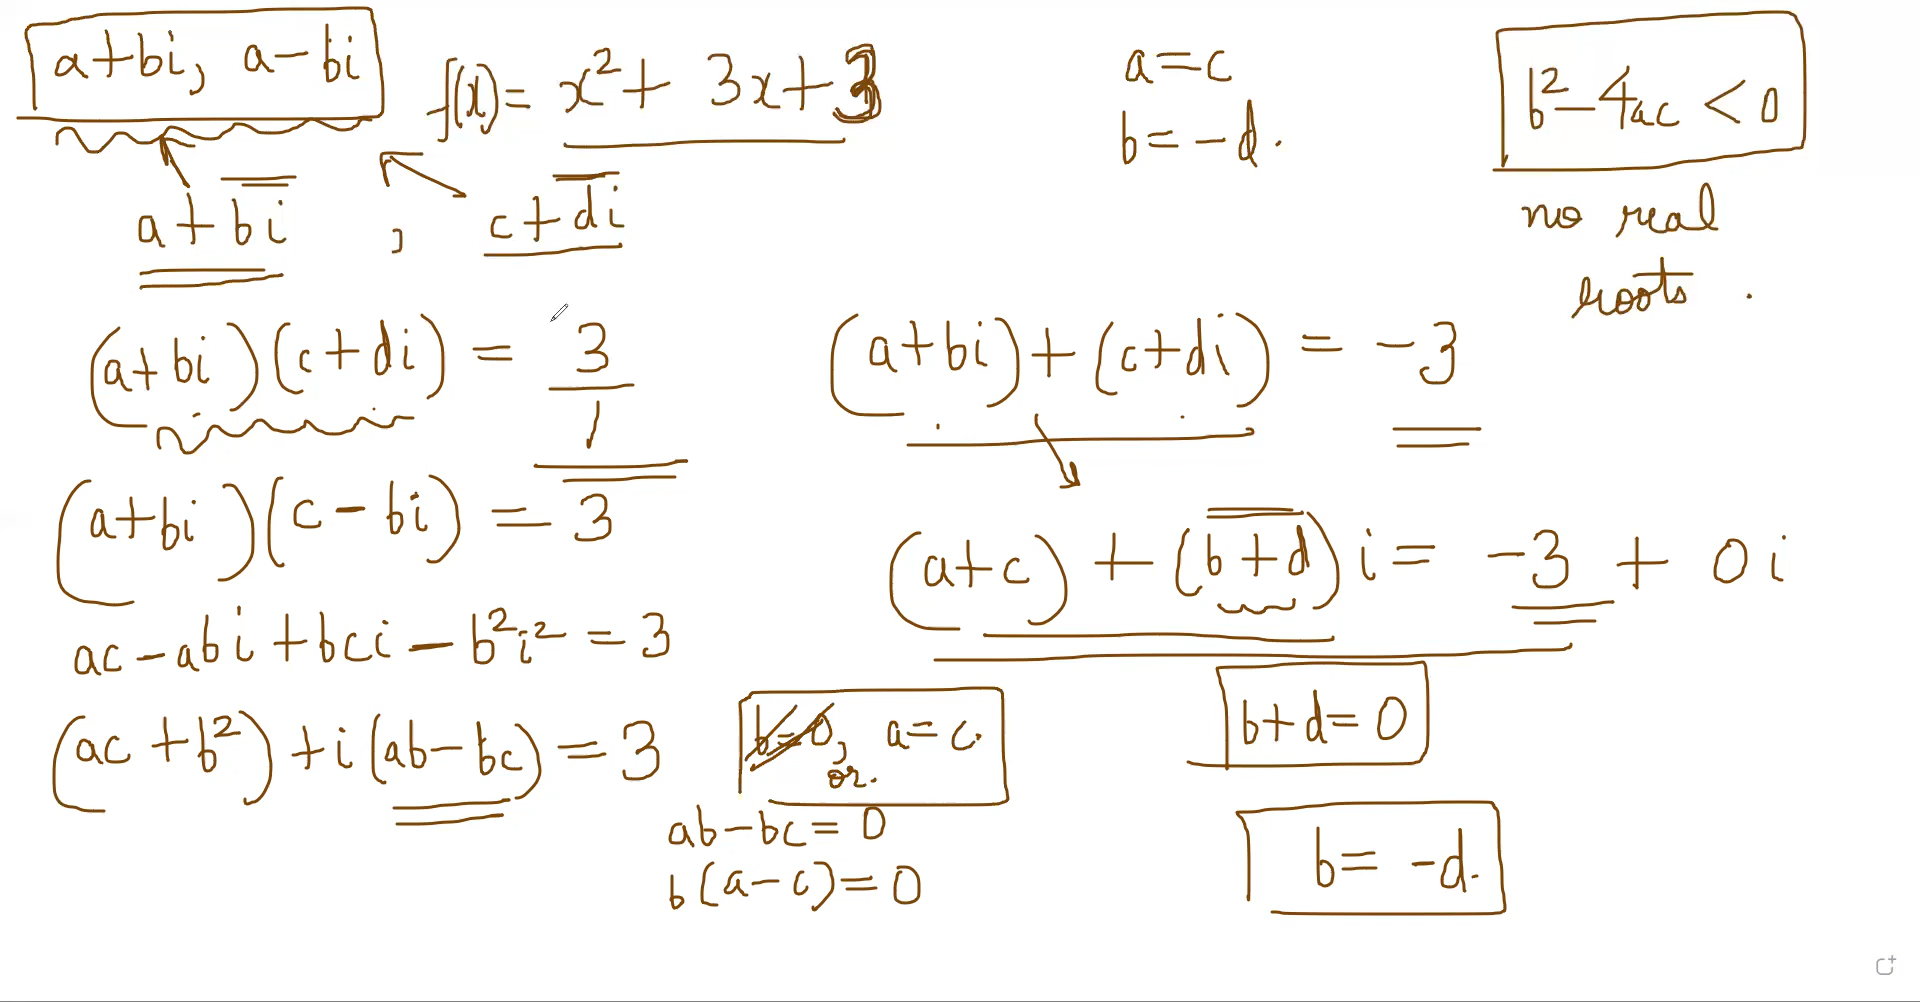 a+bi, a-bi
f(x) = x² + 3x + 3
a = c
b = -d.
b² - 4ac < 0
no real
roots.
a + bi , c + di
(a+bi)(c+di) = 3/1
(a+bi) + (c+di) = -3
(a+bi)(c-bi) = 3
(a+c) + (b+d)i = -3 + 0i
ac - abi + bci - b²i² = 3
(ac + b²) + i(ab - bc) = 3
b=0, or. a=c.
ab - bc = 0
b(a-c) = 0
b+d = 0
b = -d.